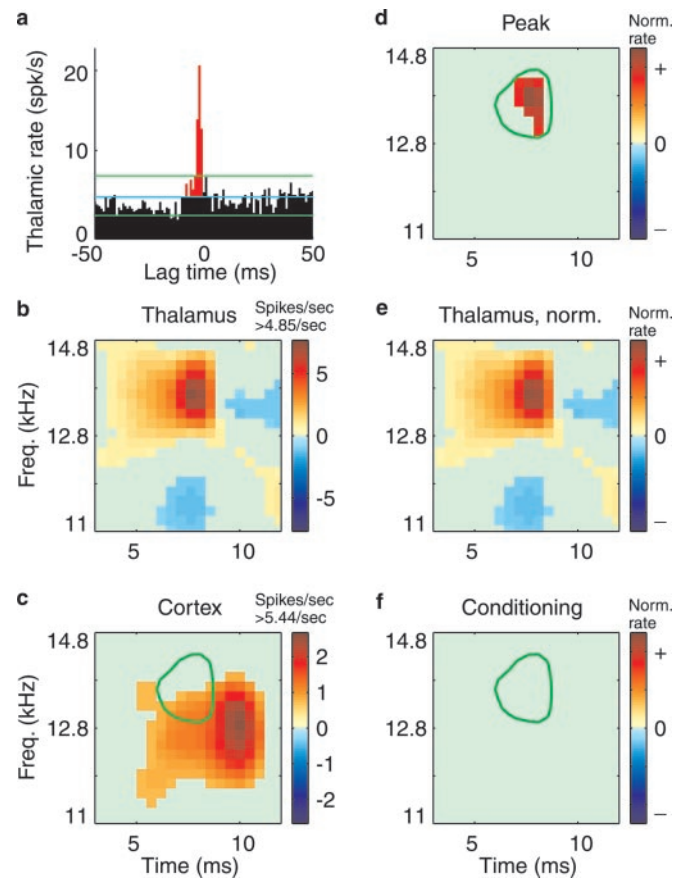 a
Thalamic rate (spk/s)
20
10
0
-50
0
50
Lag time (ms)
d
Peak
Norm.
rate
14.8
12.8
11
5
10
+
0
—
b
Thalamus
Spikes/sec
>4.85/sec
Freq. (kHz)
14.8
12.8
11
5
10
5
0
-5
e
Thalamus, norm.
Norm.
rate
14.8
12.8
11
5
10
+
0
—
c
Cortex
Spikes/sec
>5.44/sec
Freq. (kHz)
14.8
12.8
11
5
10
Time (ms)
2
1
0
-1
-2
f
Conditioning
Norm.
rate
14.8
12.8
11
5
10
Time (ms)
+
0
—